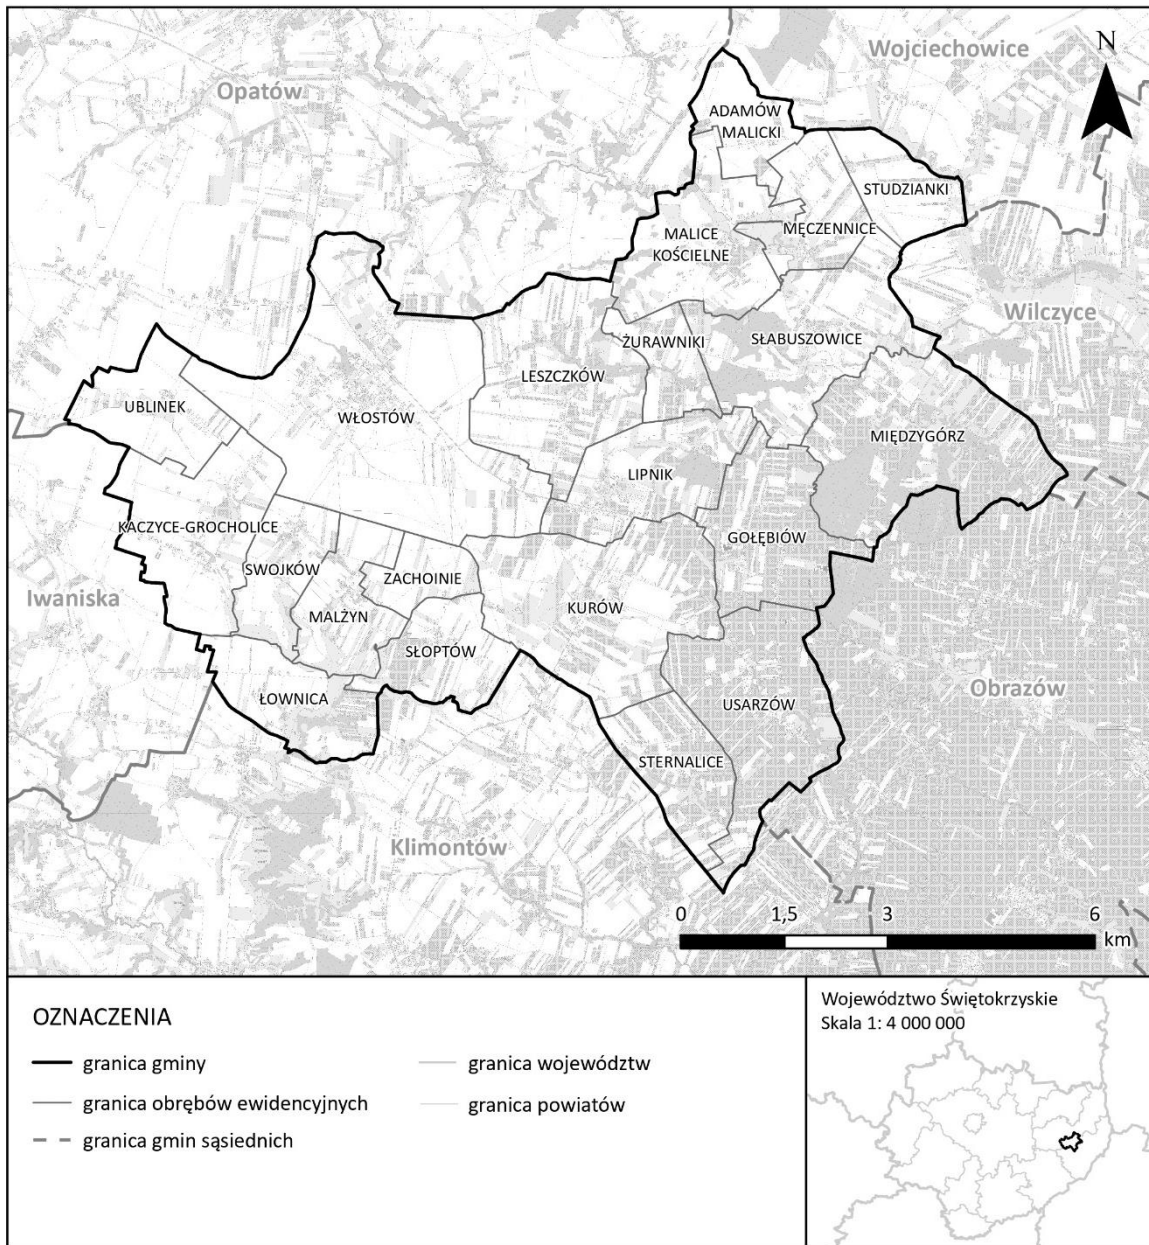 Wojciechowice
N
Opatów
ADAMÓW
MALICKI
STUDZIANKI
MALICE
KOŚCIELNE
MĘCZENNICE
Wilczyce
ŻURAWNIKI
SŁABUSZOWICE
LESZCZKÓW
UBLINEK
WŁOSTÓW
MIĘDZYGÓRZ
LIPNIK
KACZYCE-GROCHOLICE
GOŁĘBIÓW
SWOJKÓW
ZACHOINIE
Iwaniska
KURÓW
MALŻYN
SŁOPTÓW
Obrazów
ŁOWNICA
USARZÓW
STERNALICE
Klimontów
0 1,5 3 6
km
OZNACZENIA
granica gminy
granica obrębów ewidencyjnych
granica gmin sąsiednich
granica województw
granica powiatów
Województwo Świętokrzyskie
Skala 1: 4 000 000